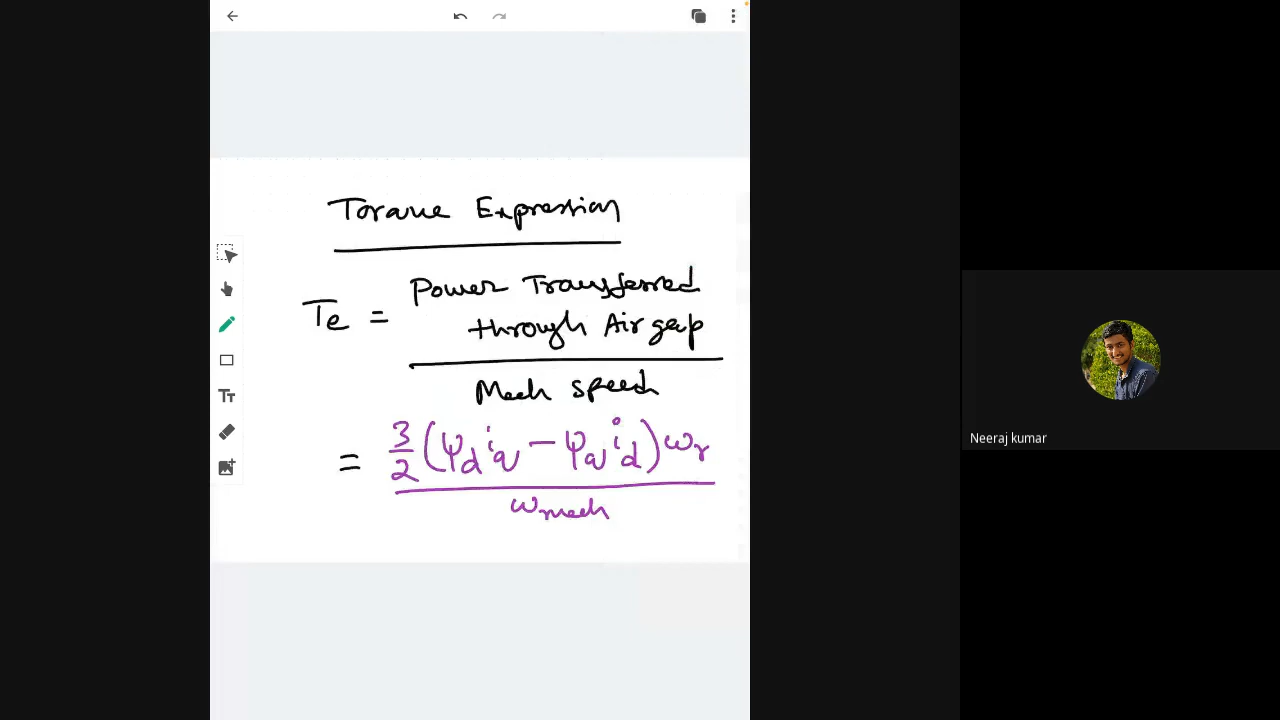 Torque Expression
Te = Power Transferred
through Air gap
Mech speed
= 3/2 (ψd iq − ψq id) ωr
ωmech
Tт
Neeraj kumar